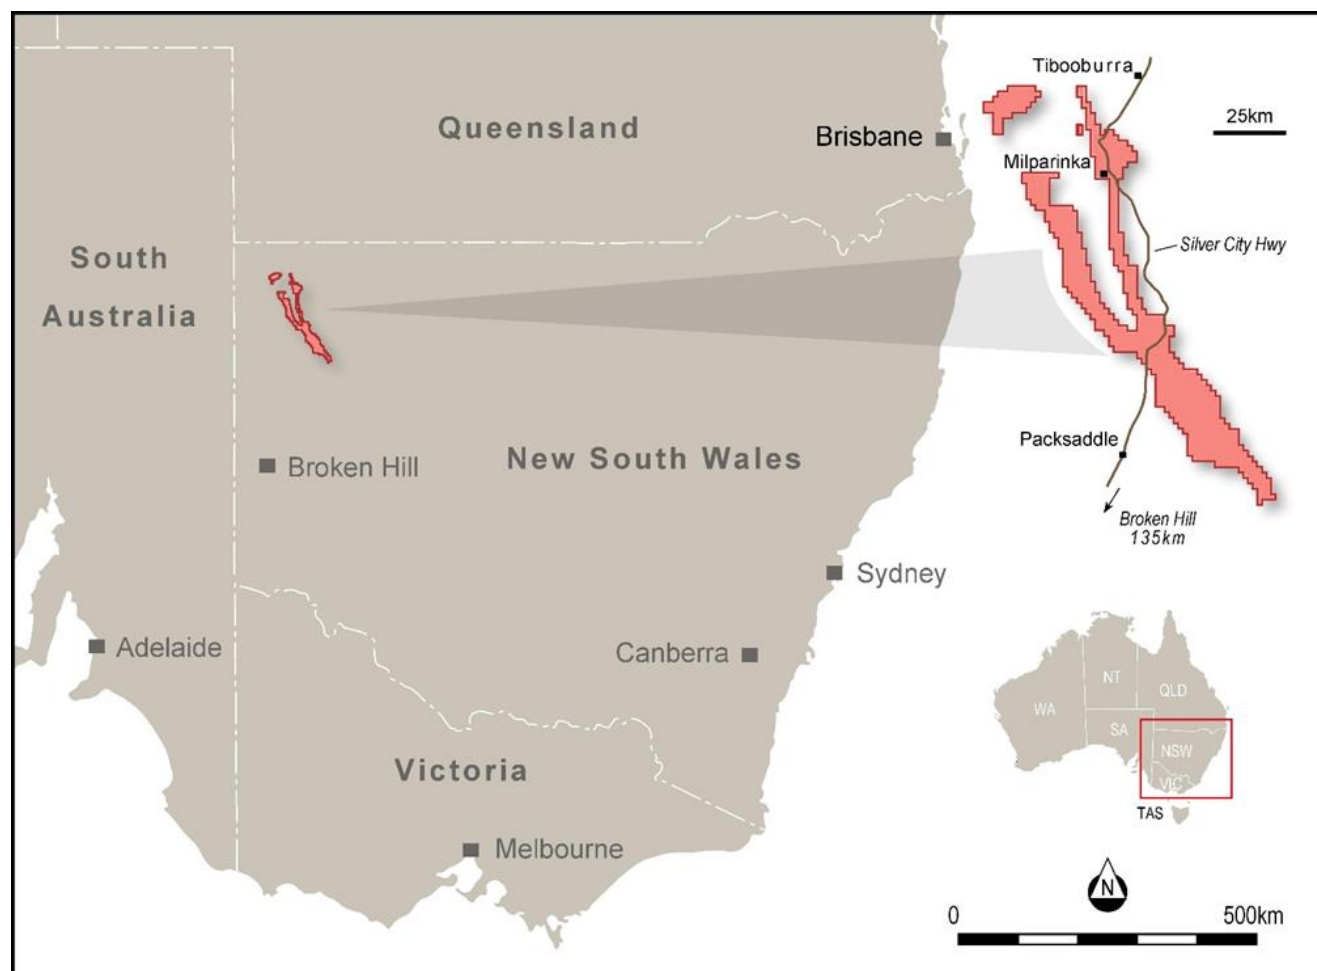 Queensland
Brisbane
South
Australia
Broken Hill
New South Wales
Sydney
Adelaide
Canberra
Victoria
Melbourne
Tibooburra
25km
Milparinka
Silver City Hwy
Packsaddle
Broken Hill
135km
NT
QLD
WA
SA
NSW
VIC
TAS
N
0 500km